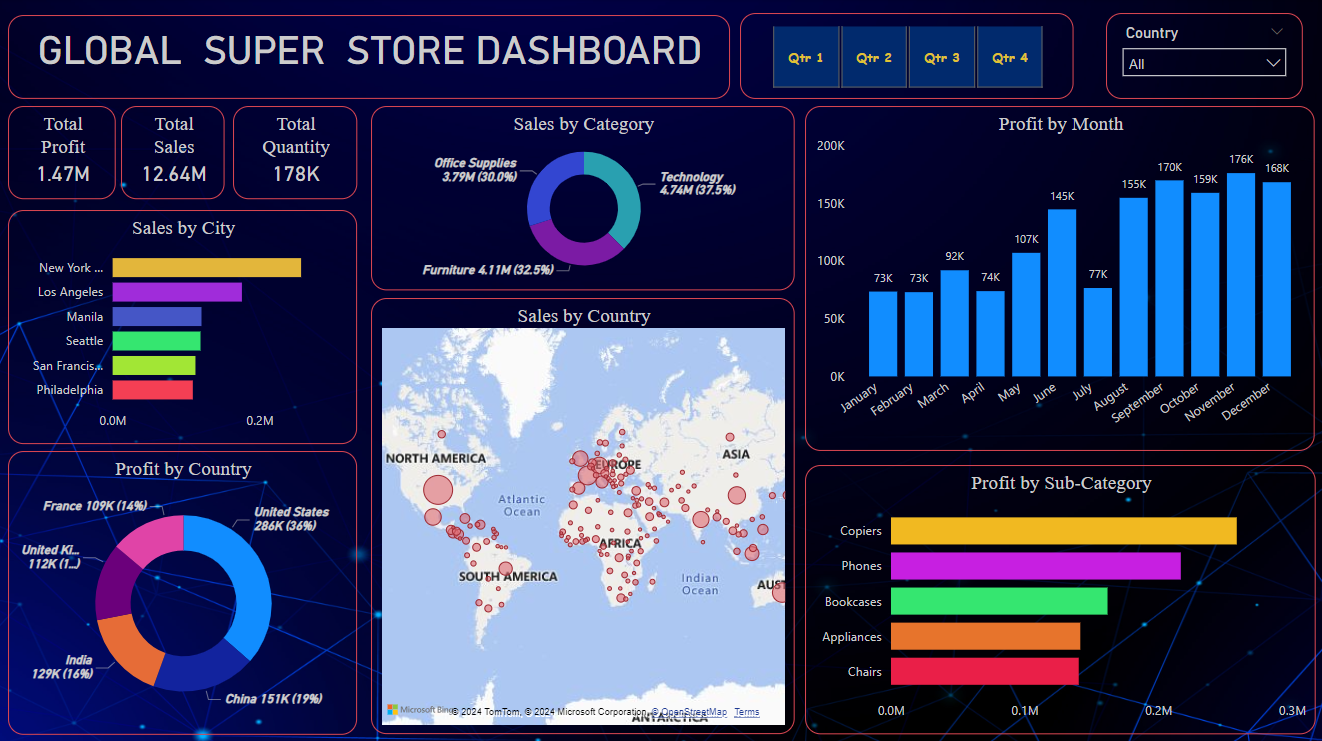 GLOBAL SUPER STORE DASHBOARD
Qtr 1
Qtr 2
Qtr 3
Qtr 4
Country
All
Total
Profit
1.47M
Total
Sales
12.64M
Total
Quantity
178K
Sales by City
New York ...
Los Angeles
Manila
Seattle
San Francis...
Philadelphia
0.0M
0.2M
Profit by Country
France 109K (14%)
United States
286K (36%)
United Ki...
112K (1...)
India
129K (16%)
China 151K (19%)
Sales by Category
Office Supplies
3.79M (30.0%)
Technology
4.74M (37.5%)
Furniture 4.11M (32.5%)
Sales by Country
NORTH AMERICA
EUROPE
ASIA
Atlantic
Ocean
AFRICA
SOUTH AMERICA
Indian
Ocean
AUST
ANTARCTICA
Microsoft Bing
© 2024 TomTom, © 2024 Microsoft Corporation, © OpenStreetMap Terms
Profit by Month
200K
150K
100K
50K
0K
73K
73K
92K
74K
107K
145K
77K
155K
170K
159K
176K
168K
January
February
March
April
May
June
July
August
September
October
November
December
Profit by Sub-Category
Copiers
Phones
Bookcases
Appliances
Chairs
0.0M
0.1M
0.2M
0.3M